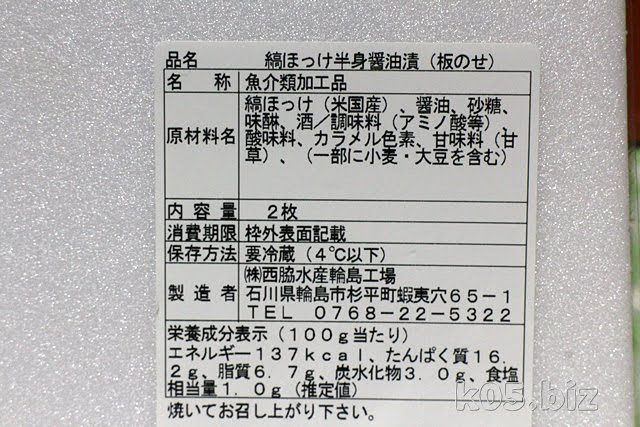 品名 縞ほっけ半身醤油漬（板のせ）
名称 魚介類加工品
原材料名 縞ほっけ（米国産）、醤油、砂糖、
味醂、酒／調味料（アミノ酸等）
酸味料、カラメル色素、甘味料（甘
草）、（一部に小麦・大豆を含む）
内容量 2枚
消費期限 枠外表面記載
保存方法 要冷蔵（4℃以下）
製造者 ㈱西脇水産輪島工場
石川県輪島市杉平町蝦夷穴65-1
TEL 0768-22-5322
栄養成分表示（100g当たり）
エネルギー137kcal、たんぱく質16.
2g、脂質6.7g、炭水化物3.0g、食塩
相当量1.0g（推定値）
焼いてお召し上がり下さい。
k05.biz